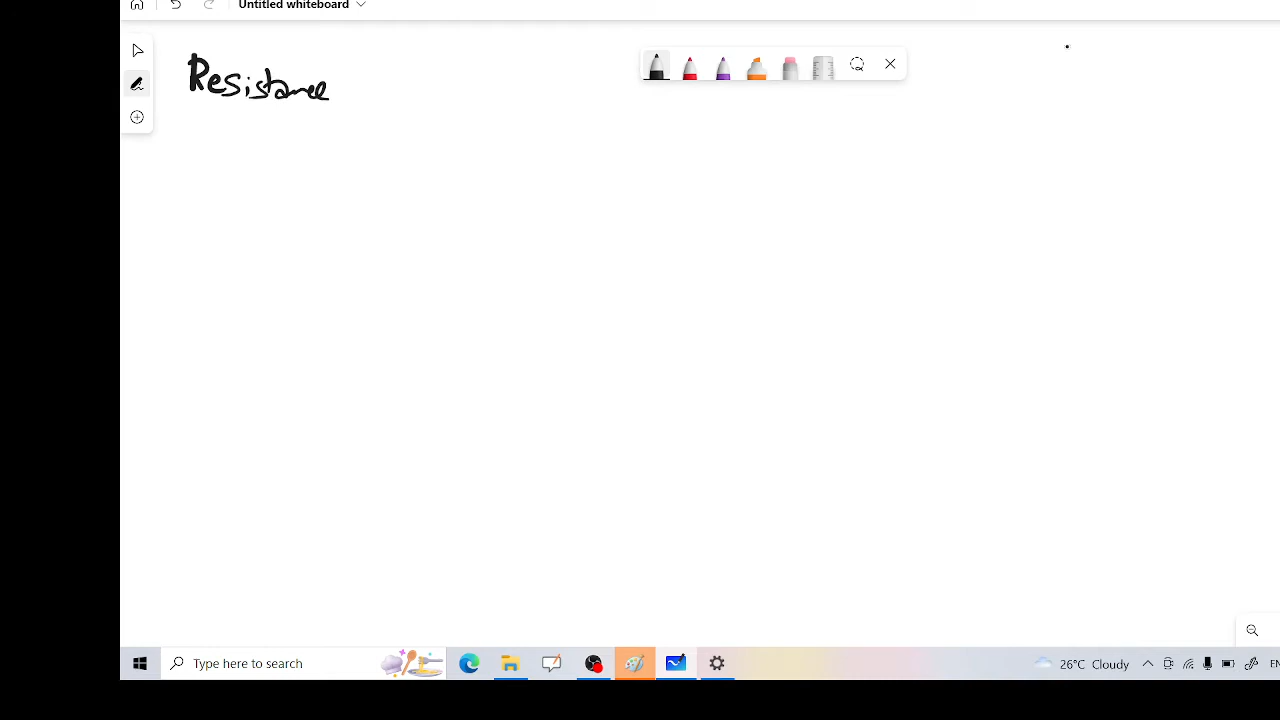 Untitled whiteboard
Resistance
Type here to search
26°C Cloudy